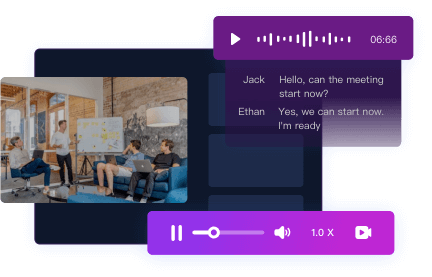 06:66
Jack Hello, can the meeting
start now?
Ethan Yes, we can start now.
I'm ready
1.0 X